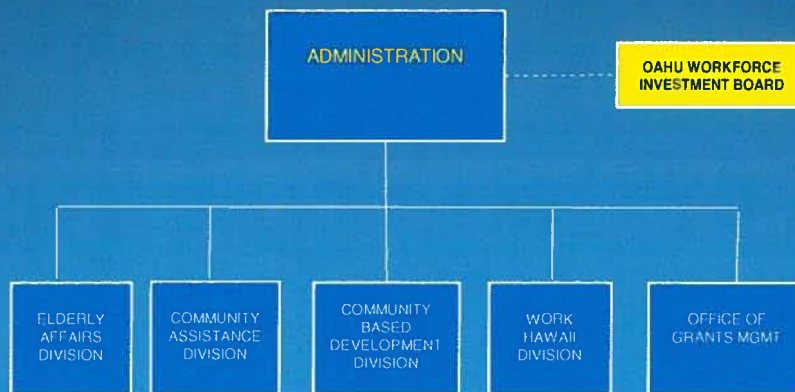 ADMINISTRATION
OAHU WORKFORCE
INVESTMENT BOARD
ELDERLY
AFFAIRS
DIVISION
COMMUNITY
ASSISTANCE
DIVISION
COMMUNITY
BASED
DEVELOPMENT
DIVISION
WORK
HAWAII
DIVISION
OFFICE OF
GRANTS MGMT